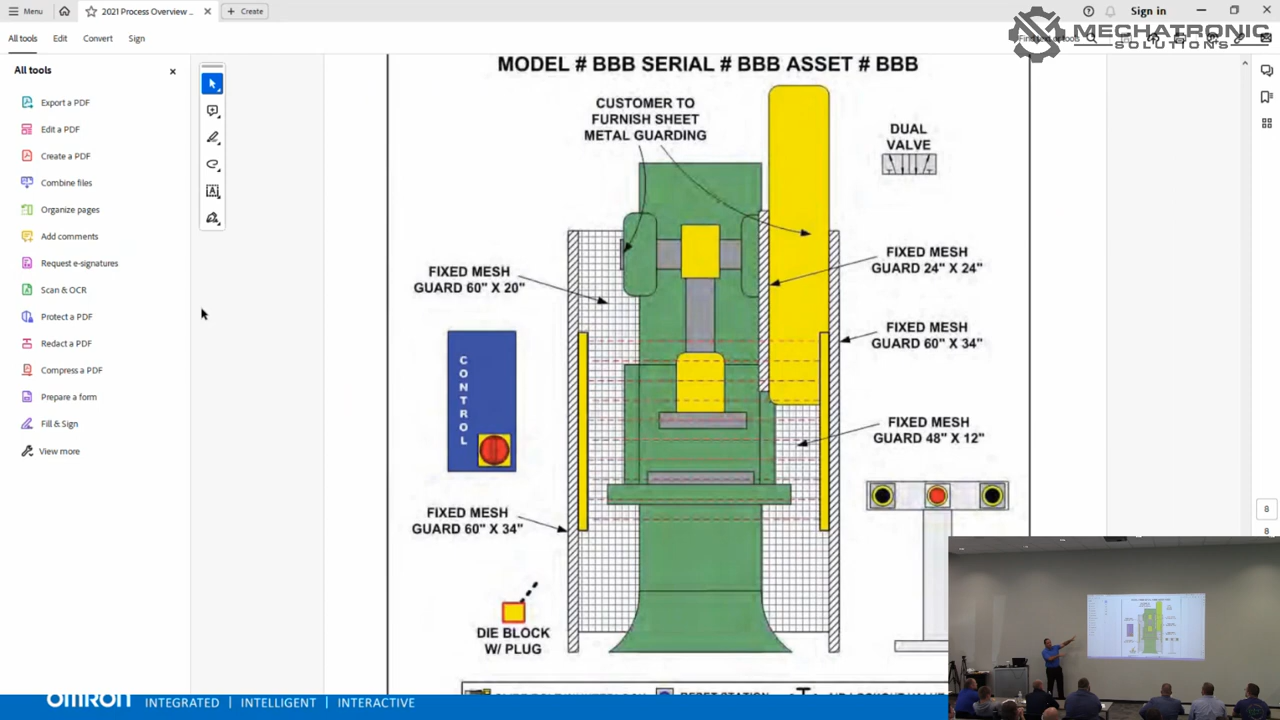 Menu
2021 Process Overview ...
Create
Sign in
All tools
Edit
Convert
Sign
MECHATRONIC
SOLUTIONS
All tools
Export a PDF
Edit a PDF
Create a PDF
Combine files
Organize pages
Add comments
Request e-signatures
Scan & OCR
Protect a PDF
Redact a PDF
Compress a PDF
Prepare a form
Fill & Sign
View more
MODEL # BBB SERIAL # BBB ASSET # BBB
CUSTOMER TO
FURNISH SHEET
METAL GUARDING
DUAL
VALVE
FIXED MESH
GUARD 24" X 24"
FIXED MESH
GUARD 60" X 20"
FIXED MESH
GUARD 60" X 34"
CONTROL
FIXED MESH
GUARD 48" X 12"
FIXED MESH
GUARD 60" X 34"
DIE BLOCK
W/ PLUG
8
8
OMRON
INTEGRATED | INTELLIGENT | INTERACTIVE